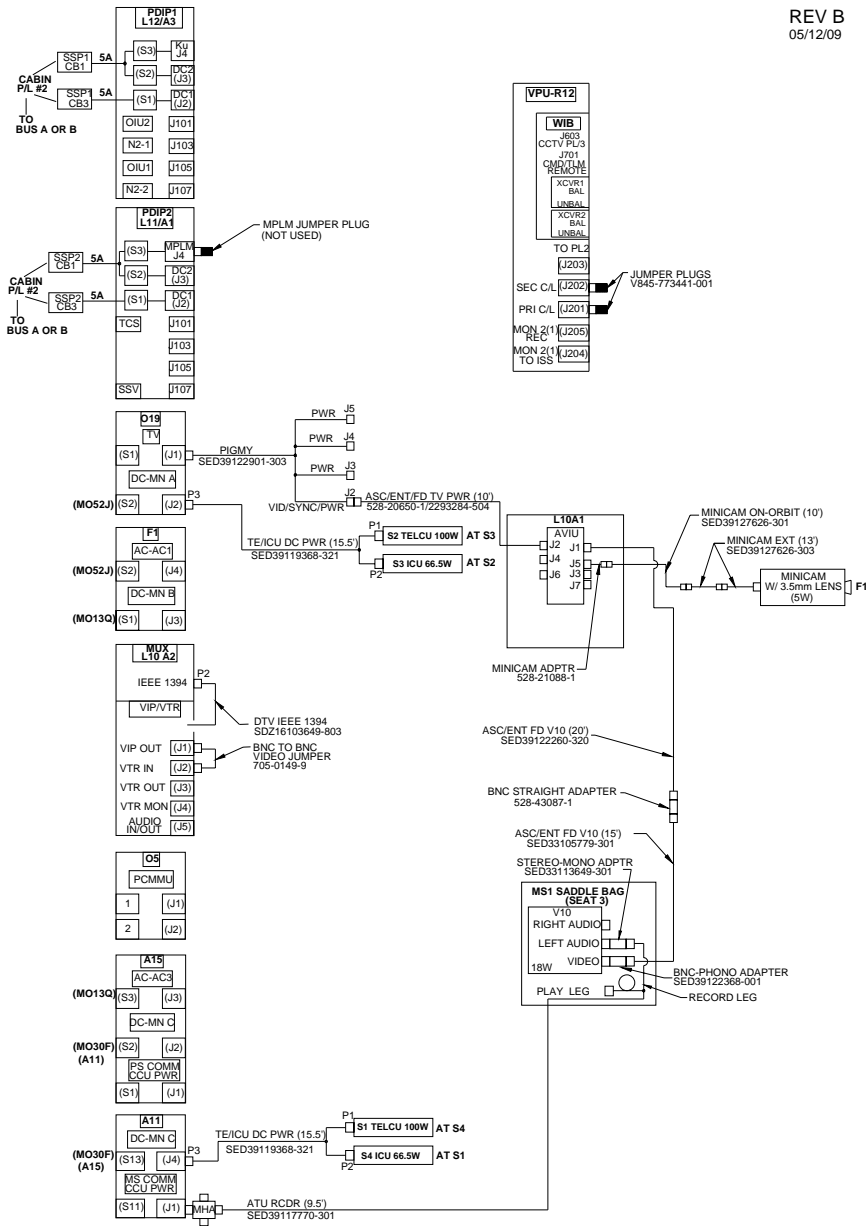 REV B
05/12/09
PDIP1
L12/A3
SSP1
CB1
5A
(S3)
Ku
J4
(S2)
DC2
(J3)
CABIN
P/L #2
SSP1
CB3
5A
(S1)
DC1
(J2)
TO
BUS A OR B
OIU2
J101
N2-1
J103
OIU1
J105
N2-2
J107
VPU-R12
WIB
J603
CCTV PL/3
J701
CMD/TLM
REMOTE
XCVR1
BAL
UNBAL
XCVR2
BAL
UNBAL
TO PL2
(J203)
SEC C/L
(J202)
PRI C/L
(J201)
MON 2(1)
REC
(J205)
MON 2(1)
TO ISS
(J204)
JUMPER PLUGS
V845-773441-001
PDIP2
L11/A1
MPLM JUMPER PLUG
(NOT USED)
SSP2
CB1
5A
(S3)
MPLM
J4
(S2)
DC2
(J3)
CABIN
P/L #2
SSP2
CB3
5A
(S1)
DC1
(J2)
TO
BUS A OR B
TCS
J101
J103
J105
SSV
J107
O19
TV
(S1)
(J1)
DC-MN A
(MO52J)
(S2)
(J2)
P3
PIGMY
SED39122901-303
PWR
J5
PWR
J4
PWR
J3
VID/SYNC/PWR
J2
ASC/ENT/FD TV PWR (10')
528-20650-1/2293284-504
TE/ICU DC PWR (15.5')
SED39119368-321
P1
S2 TELCU 100W
AT S3
P2
S3 ICU 66.5W
AT S2
F1
AC-AC1
(MO52J)
(S2)
(J4)
DC-MN B
(MO13Q)
(S1)
(J3)
L10A1
AVIU
J2
J1
J4
J5
J6
J3
J7
MINICAM ON-ORBIT (10')
SED39127626-301
MINICAM EXT (13')
SED39127626-303
MINICAM
W/ 3.5mm LENS
(5W)
F1
MINICAM ADPTR
528-21088-1
MUX
L10 A2
IEEE 1394
P2
VIP/VTR
DTV IEEE 1394
SDZ16103649-803
VIP OUT
(J1)
VTR IN
(J2)
BNC TO BNC
VIDEO JUMPER
705-0149-9
VTR OUT
(J3)
VTR MON
(J4)
AUDIO
IN/OUT
(J5)
ASC/ENT FD V10 (20')
SED39122260-320
BNC STRAIGHT ADAPTER
528-43087-1
ASC/ENT FD V10 (15')
SED33105779-301
STEREO-MONO ADPTR
SED33113649-301
MS1 SADDLE BAG
(SEAT 3)
V10
RIGHT AUDIO
LEFT AUDIO
VIDEO
18W
BNC-PHONO ADAPTER
SED39122368-001
PLAY LEG
RECORD LEG
O5
PCMMU
1
(J1)
2
(J2)
A15
AC-AC3
(MO13Q)
(S3)
(J3)
DC-MN C
(MO30F)
(A11)
(S2)
(J2)
PS COMM
CCU PWR
(S1)
(J1)
A11
DC-MN C
(MO30F)
(A15)
(S13)
(J4)
P3
TE/ICU DC PWR (15.5')
SED39119368-321
P1
S1 TELCU 100W
AT S4
P2
S4 ICU 66.5W
AT S1
MS COMM
CCU PWR
(S11)
(J1)
MHA
ATU RCDR (9.5')
SED39117770-301